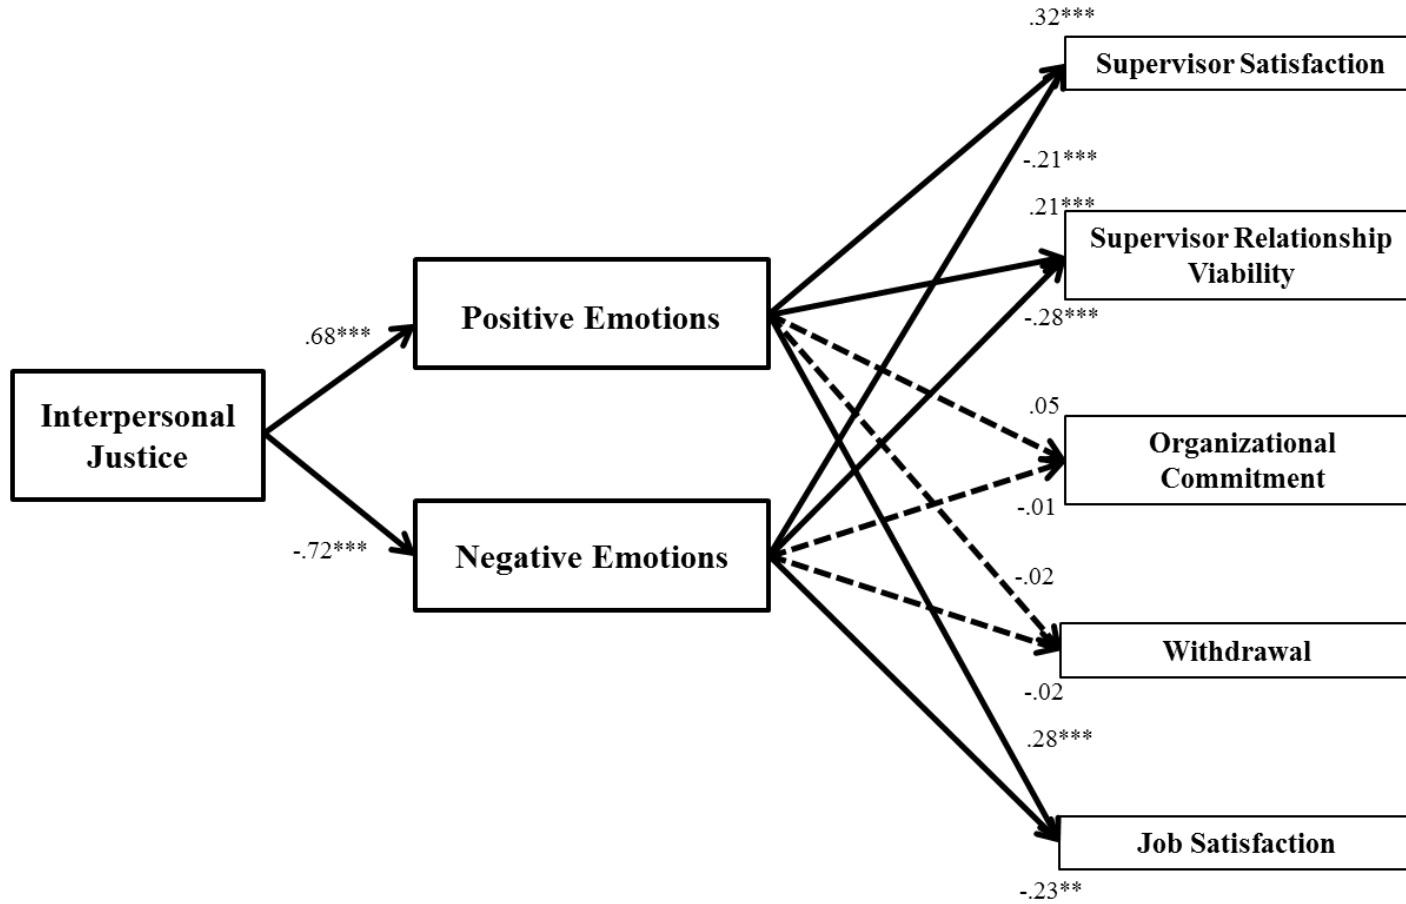 .32***
Supervisor Satisfaction
-.21***
.21***
Supervisor Relationship
Viability
-.28***
Positive Emotions
.68***
Interpersonal
Justice
-.72***
Negative Emotions
.05
Organizational
Commitment
-.01
-.02
Withdrawal
-.02
.28***
Job Satisfaction
-.23**